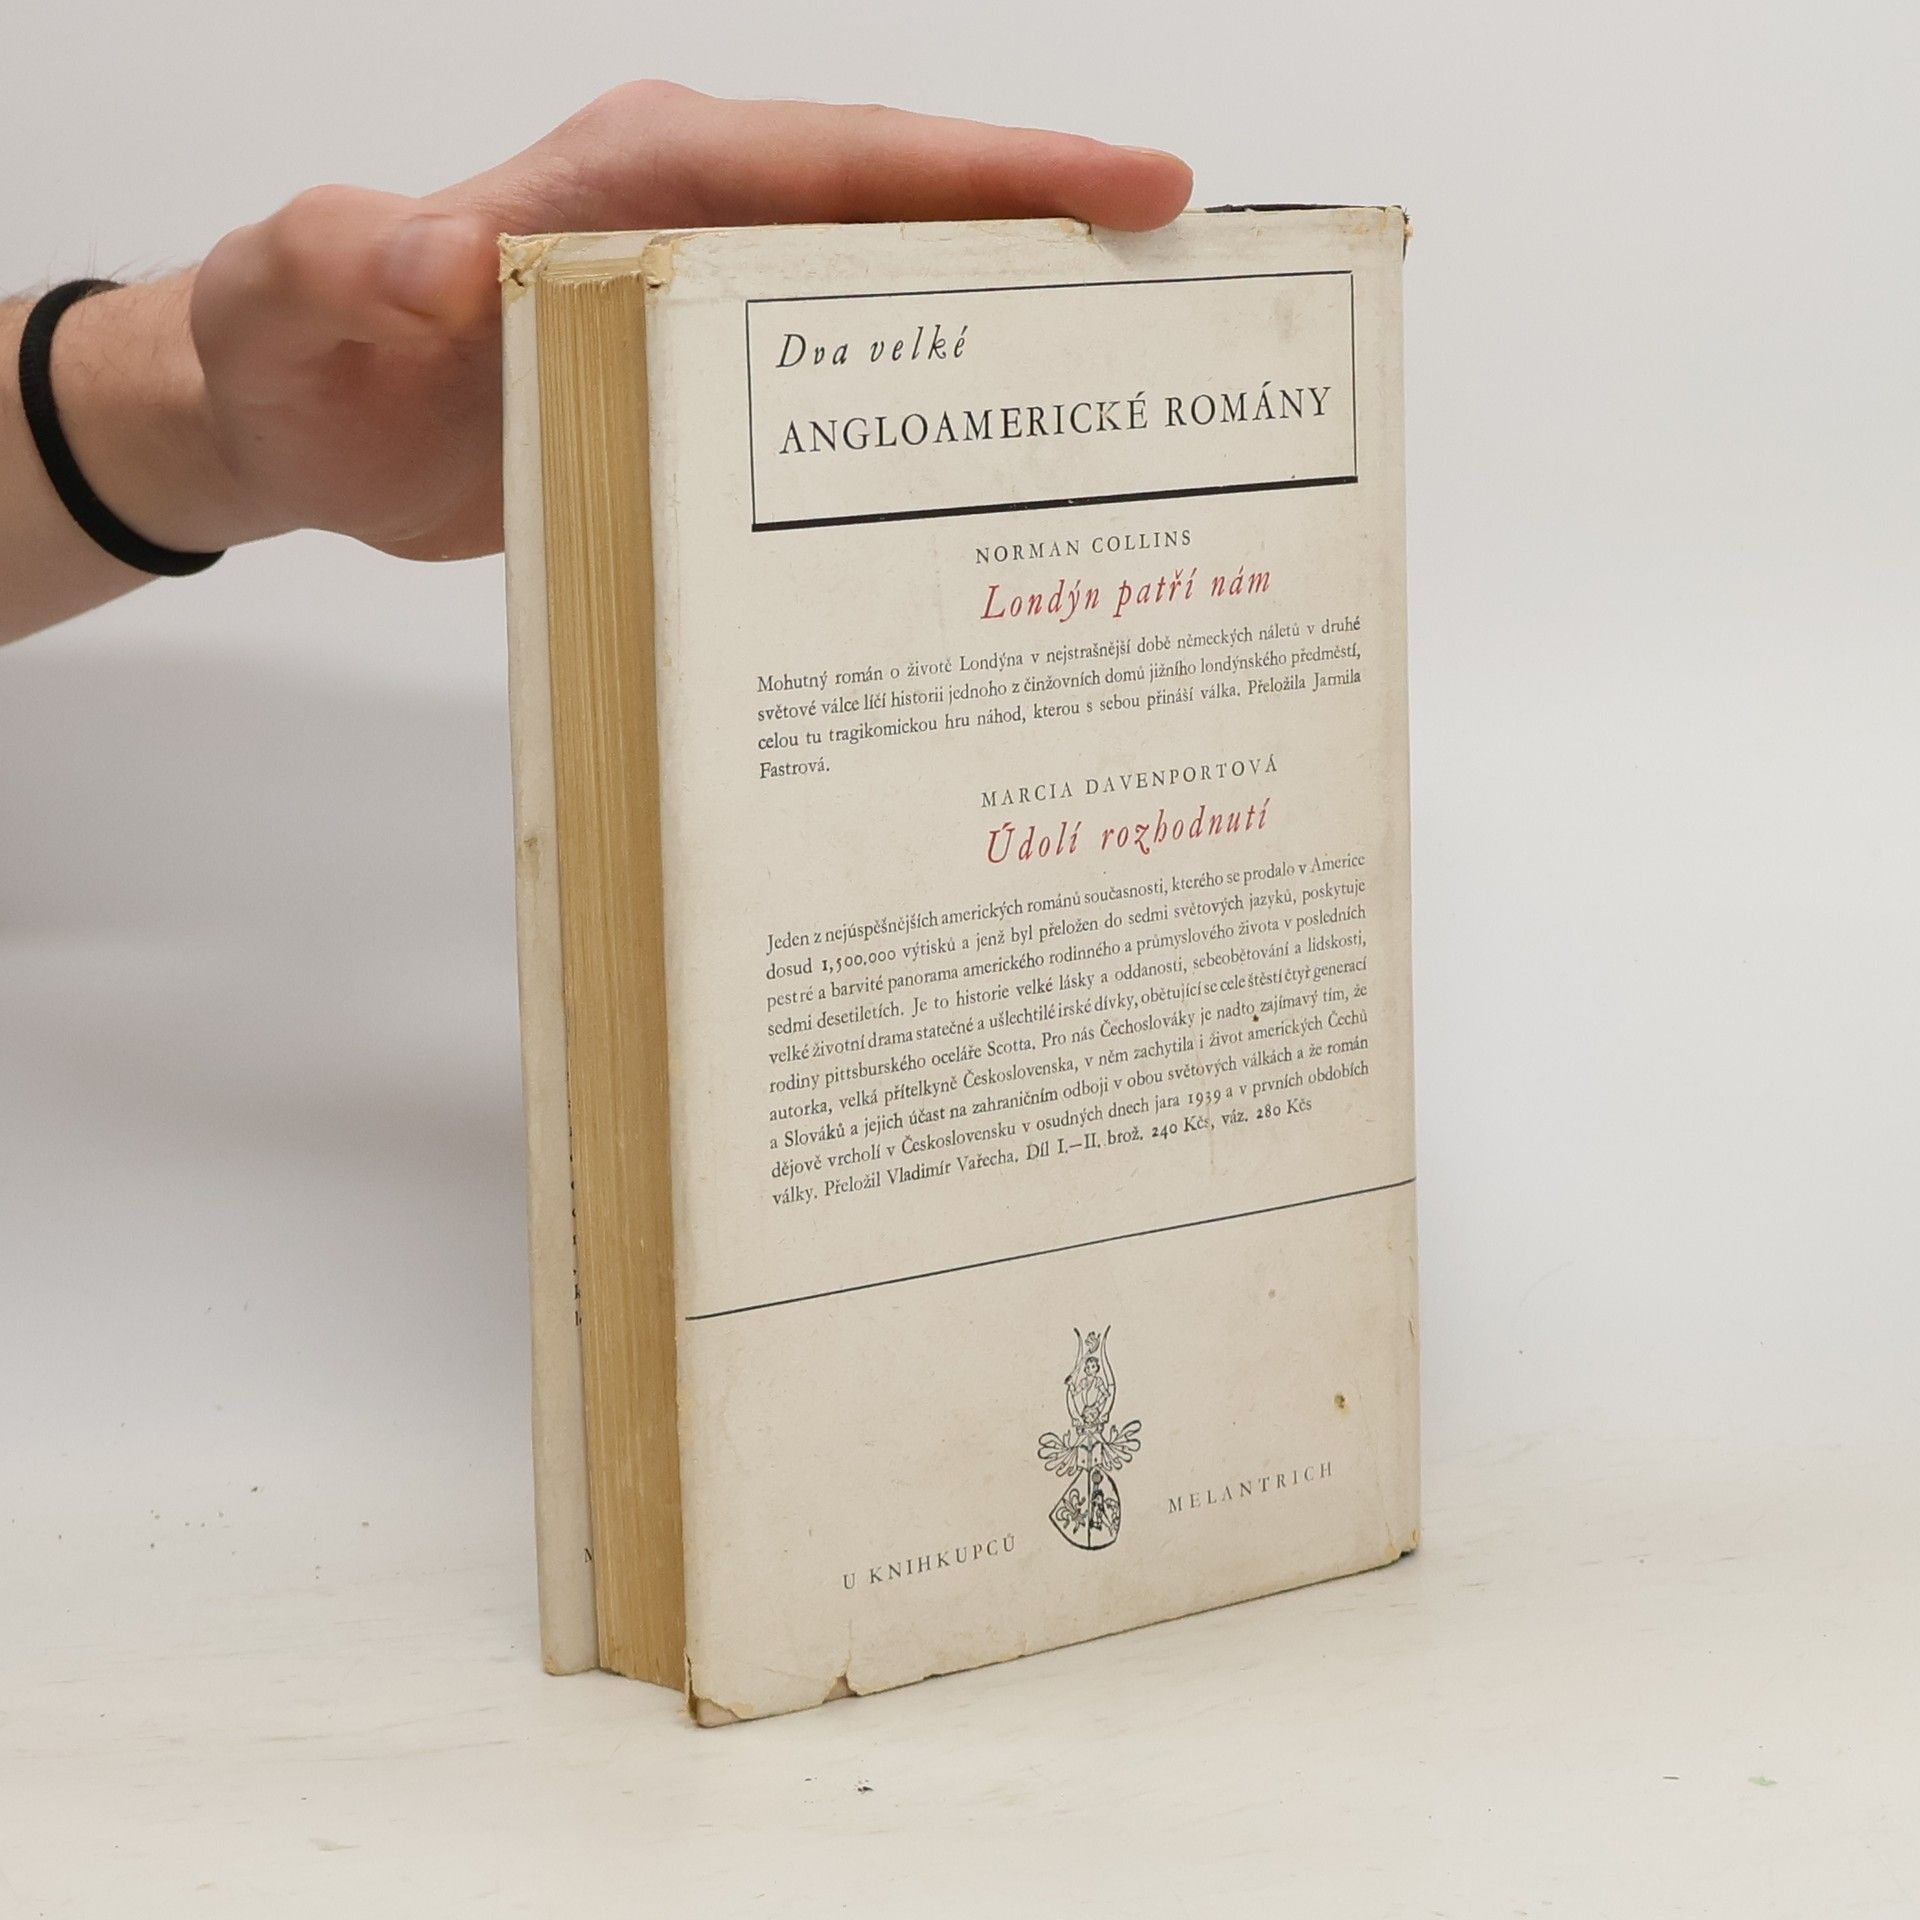 Dva velké
ANGLOAMERICKÉ ROMÁNY
NORMAN COLLINS
Londýn patří nám
Mohutný román o životě Londýna v nejstrašnější době německých náletů v druhé
světové válce líčí historii jednoho z činžovních domů jižního londýnského předměstí,
celou tu tragikomickou hru náhod, kterou s sebou přináší válka. Přeložila Jarmila
Fastrová.
MARCIA DAVENPORTOVÁ
Údolí rozhodnutí
Jeden z nejúspěšnějších amerických románů současnosti, kterého se prodalo v Americe
dosud 1,500.000 výtisků a jenž byl přeložen do sedmi světových jazyků, poskytuje
pestré a barvité panorama amerického rodinného a průmyslového života v posledních
sedmi desetiletích. Je to historie velké lásky a oddanosti, sebeobětování a lidskosti,
velké životní drama statečné a ušlechtilé irské dívky, obětující se cele štěstí čtyř generací
rodiny pittsburského oceláře Scotta. Pro nás Čechoslováky je nadto zajímavý tím, že
autorka, velká přítelkyně Československa, v něm zachytila i život amerických Čechů
a Slováků a jejich účast na zahraničním odboji v obou světových válkách a že román
dějově vrcholí v Československu v osudných dnech jara 1939 a v prvních obdobích
války. Přeložil Vladimír Vařecha. Díl I.—II. brož. 240 Kčs, váz. 280 Kčs
U KNIHKUPCŮ
MELANTRICH